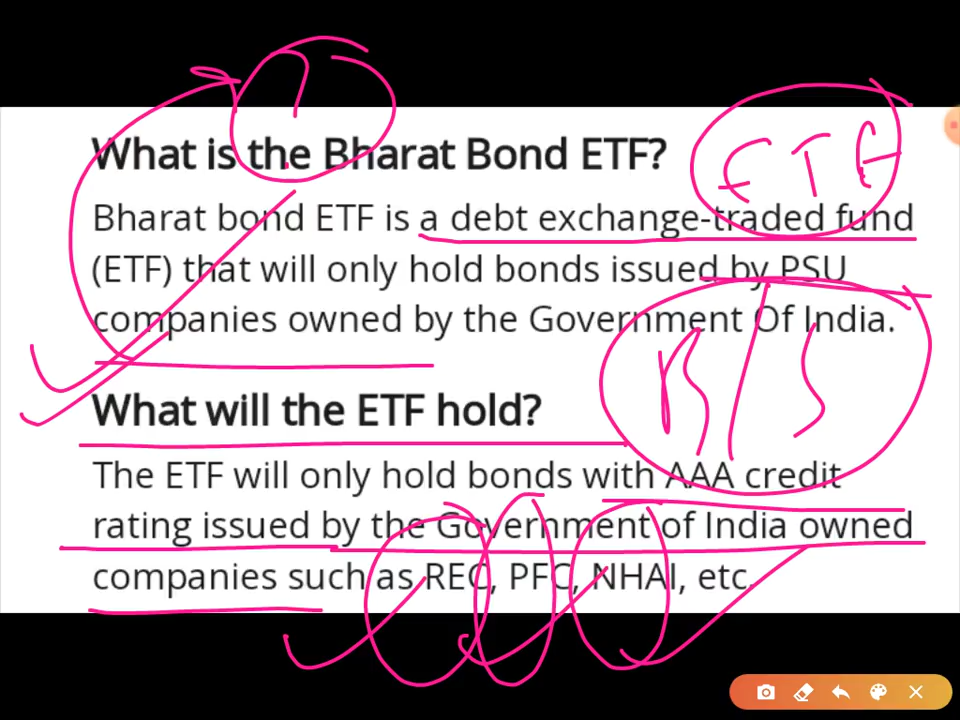 What is the Bharat Bond ETF?
ETF
Bharat bond ETF is a debt exchange-traded fund
(ETF) that will only hold bonds issued by PSU
companies owned by the Government Of India.
B/S
What will the ETF hold?
The ETF will only hold bonds with AAA credit
rating issued by the Government of India owned
companies such as REC, PFC, NHAI, etc.